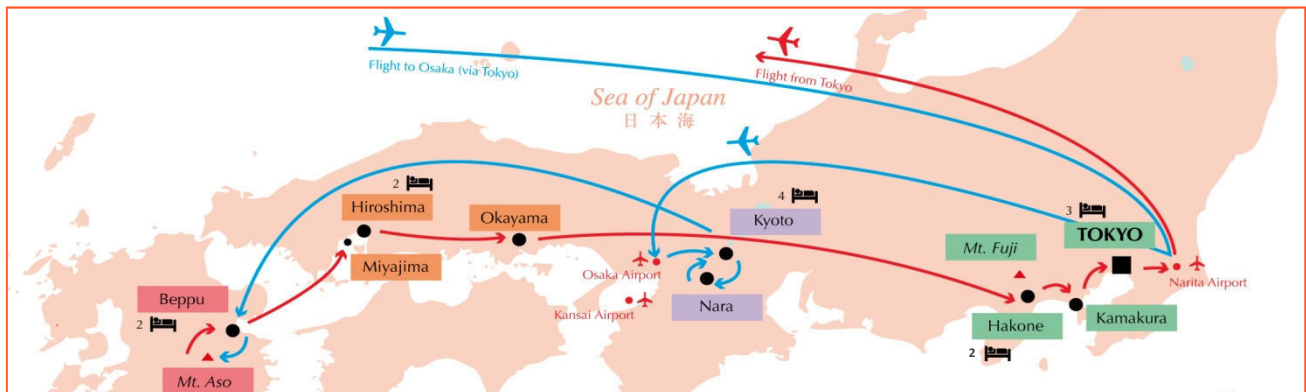 Flight to Osaka (via Tokyo)
Flight from Tokyo
Sea of Japan
日本海
2
Hiroshima
Okayama
4
Kyoto
3
TOKYO
Mt. Fuji
Miyajima
Osaka Airport
Narita Airport
Beppu
Kansai Airport
Nara
Hakone
Kamakura
2
2
Mt. Aso